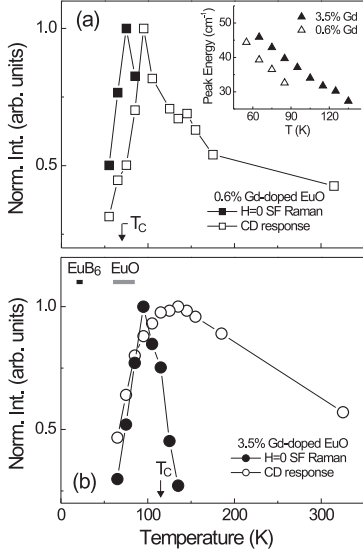 (a)
Norm. Int. (arb. units)
1.0
0.5
Peak Energy (cm⁻¹)
50
40
30
60
90
120
T (K)
▲ 3.5% Gd
△ 0.6% Gd
T_C
0.6% Gd-doped EuO
H=0 SF Raman
CD response
EuB₆ EuO
(b)
Norm. Int. (arb. units)
1.0
0.5
T_C
3.5% Gd-doped EuO
H=0 SF Raman
CD response
0 100 200 300
Temperature (K)